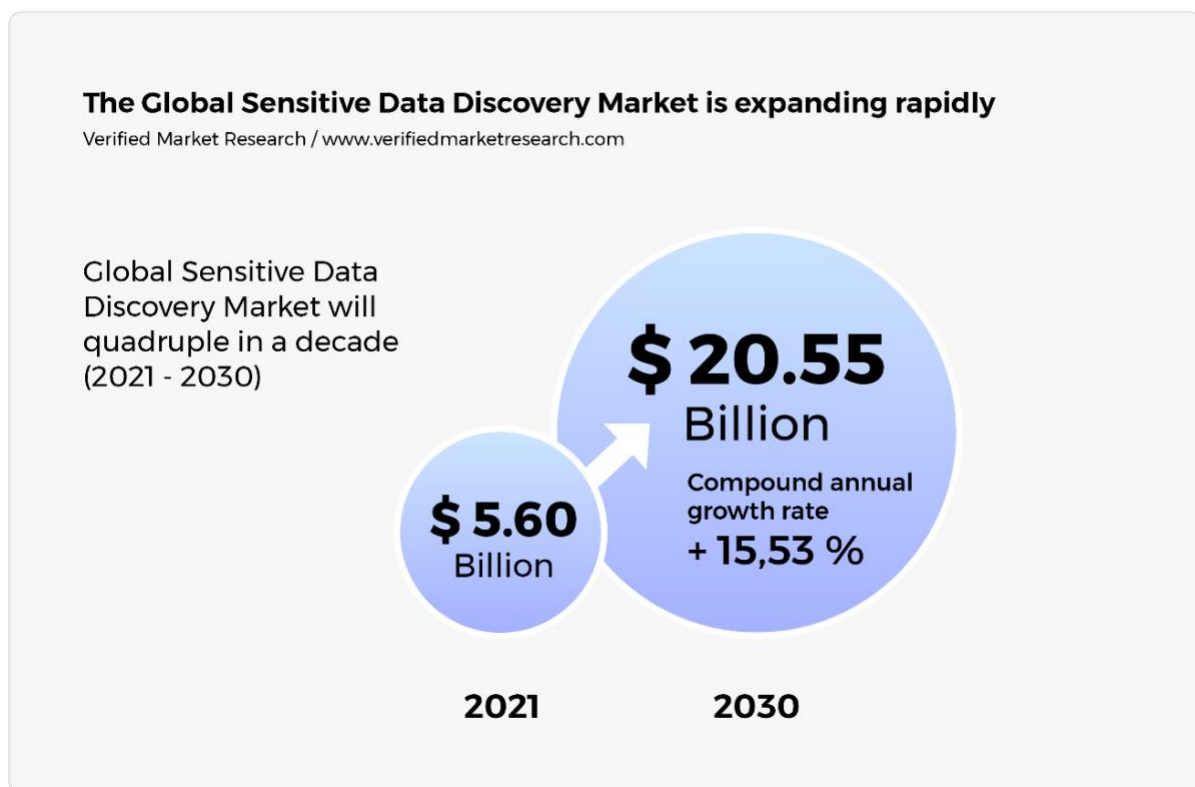 The Global Sensitive Data Discovery Market is expanding rapidly
Verified Market Research / www.verifiedmarketresearch.com
Global Sensitive Data
Discovery Market will
quadruple in a decade
(2021 - 2030)
$ 20.55
Billion
Compound annual
growth rate
+ 15,53 %
$ 5.60
Billion
2021
2030